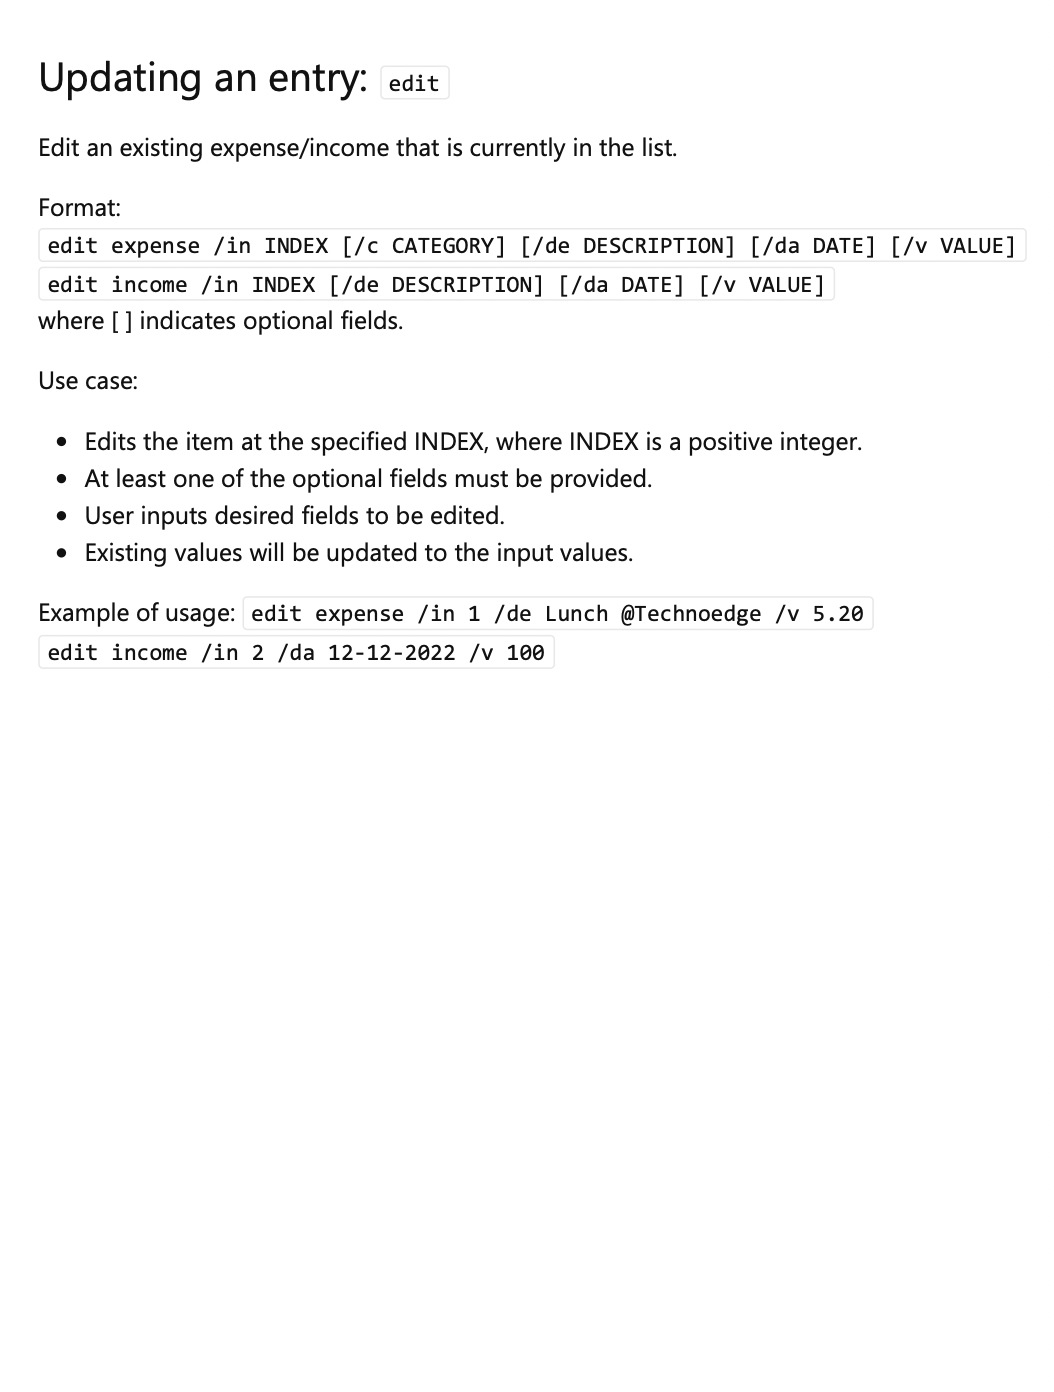 Updating an entry: edit
Edit an existing expense/income that is currently in the list.
Format:
edit expense /in INDEX [/c CATEGORY] [/de DESCRIPTION] [/da DATE] [/v VALUE]
edit income /in INDEX [/de DESCRIPTION] [/da DATE] [/v VALUE]
where [ ] indicates optional fields.
Use case:
• Edits the item at the specified INDEX, where INDEX is a positive integer.
• At least one of the optional fields must be provided.
• User inputs desired fields to be edited.
• Existing values will be updated to the input values.
Example of usage: edit expense /in 1 /de Lunch @Technoedge /v 5.20
edit income /in 2 /da 12-12-2022 /v 100